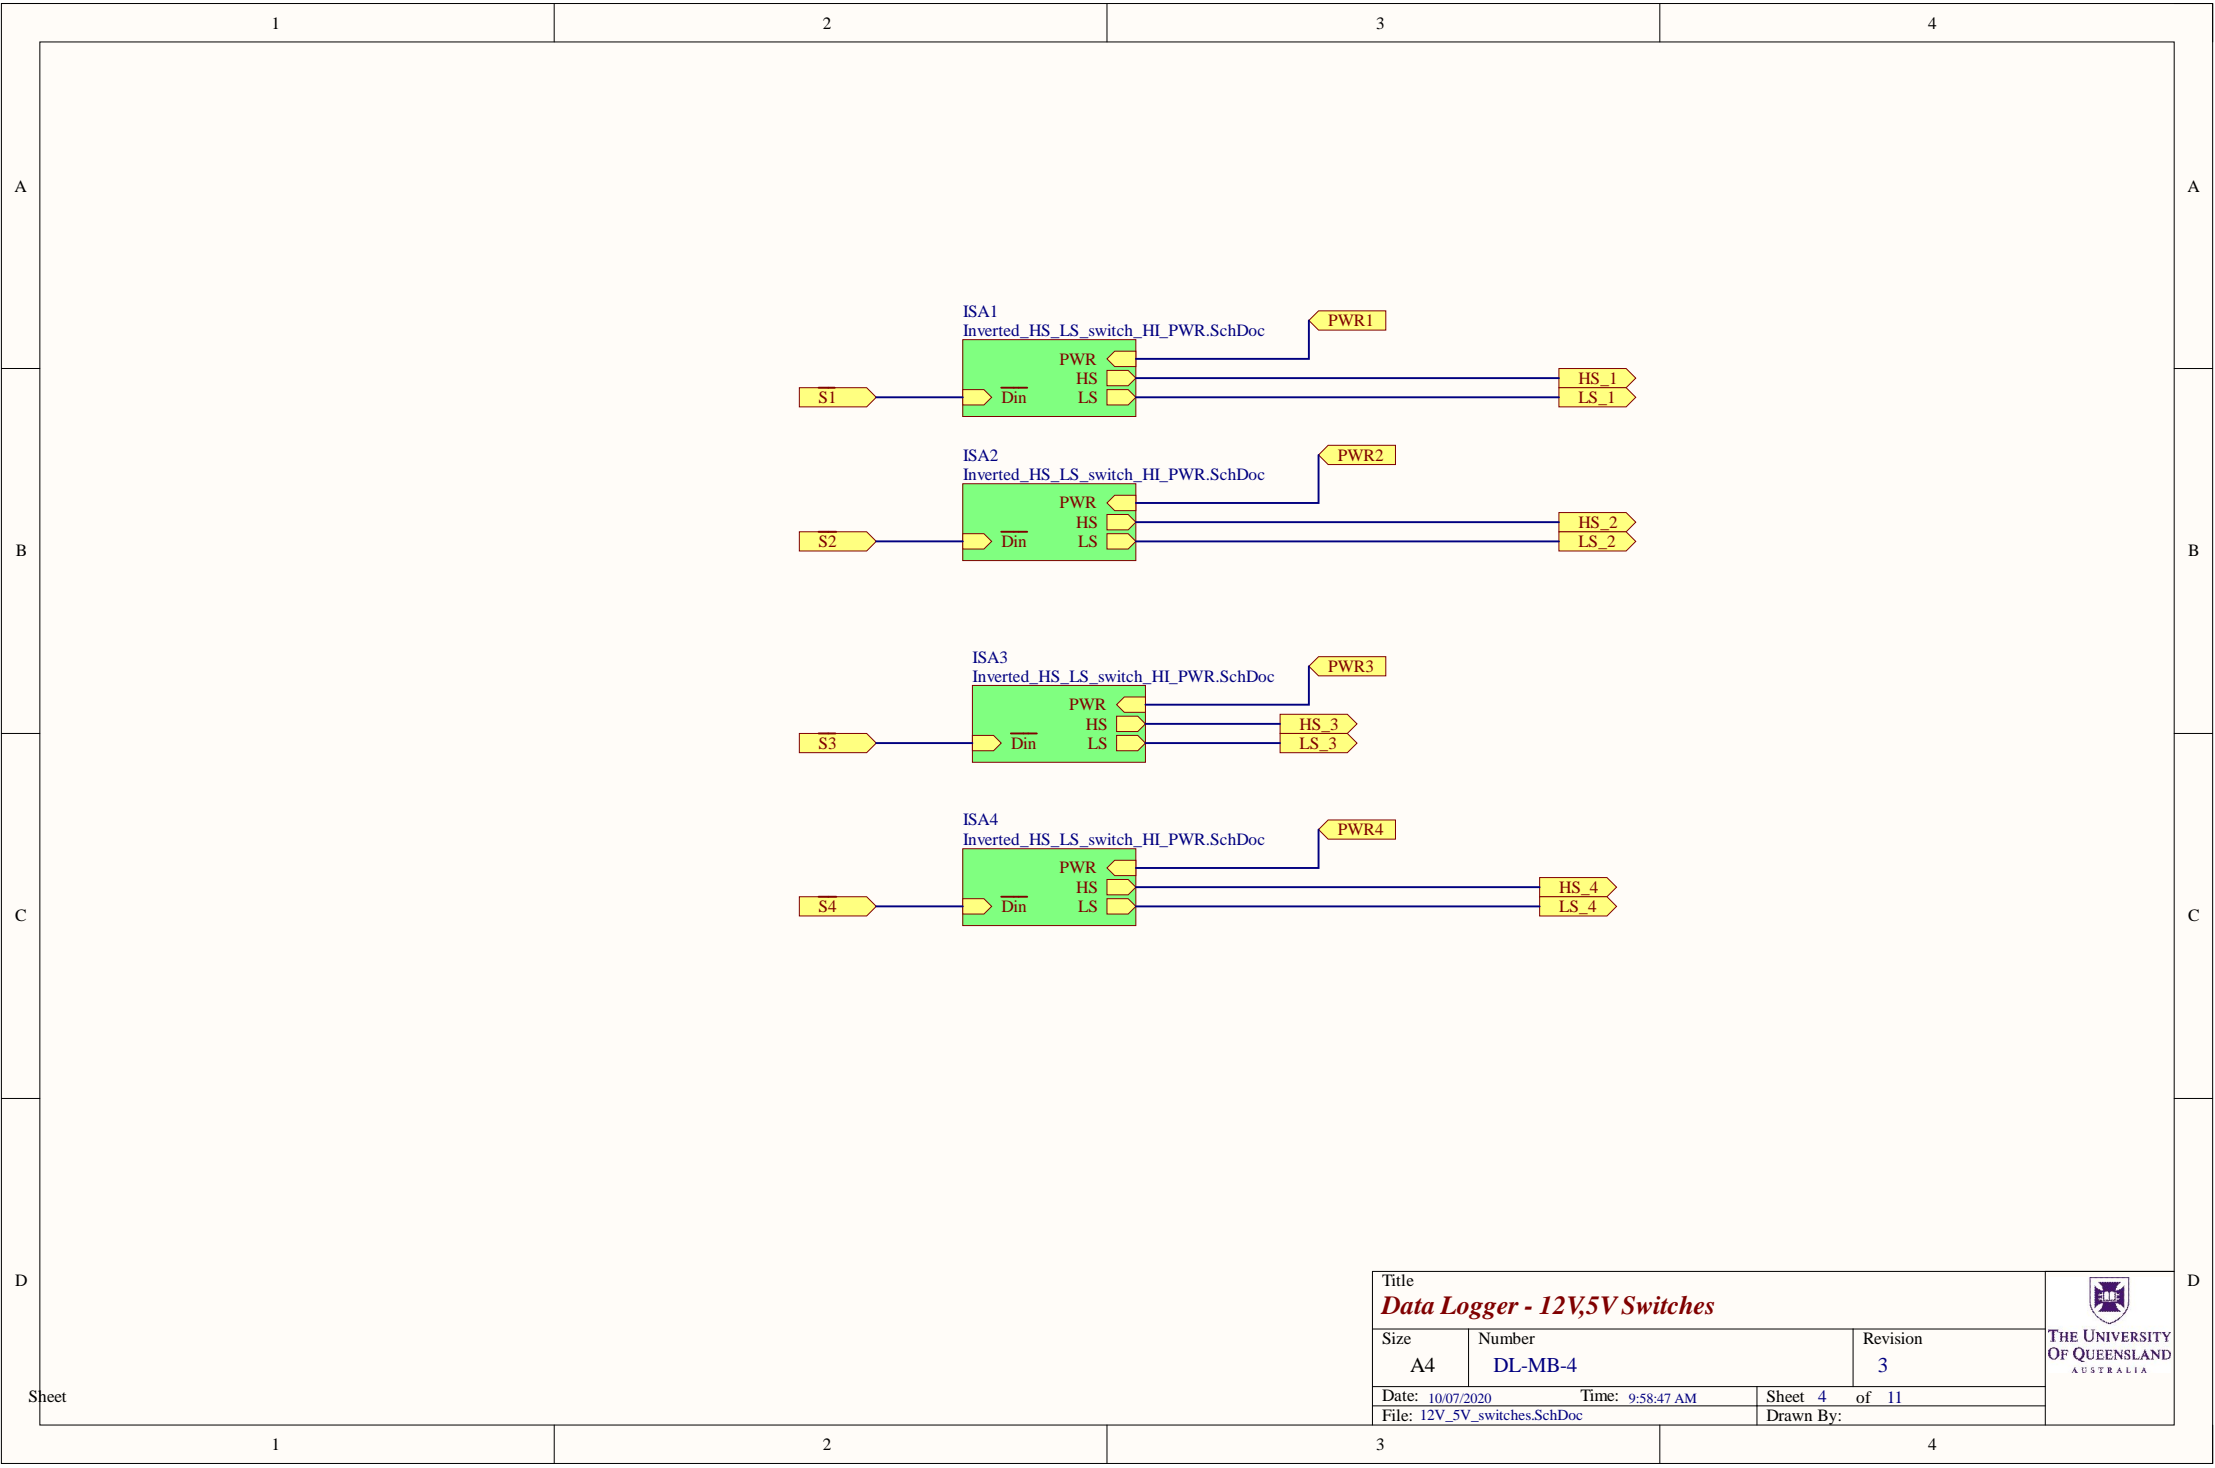 1 2 3 4
A A
ISA1
Inverted_HS_LS_switch_HI_PWR.SchDoc
PWR1
PWR
HS HS_1
S1 Din LS LS_1
ISA2
Inverted_HS_LS_switch_HI_PWR.SchDoc
PWR2
PWR
HS HS_2
S2 Din LS LS_2
B B
ISA3
Inverted_HS_LS_switch_HI_PWR.SchDoc
PWR3
PWR
HS HS_3
S3 Din LS LS_3
ISA4
Inverted_HS_LS_switch_HI_PWR.SchDoc
PWR4
PWR
HS HS_4
S4 Din LS LS_4
C C
D D
Title
Data Logger - 12V,5V Switches
Size Number Revision
A4 DL-MB-4 3
Date: 10/07/2020 Time: 9:58:47 AM Sheet 4 of 11
File: 12V_5V_switches.SchDoc Drawn By:
THE UNIVERSITY
OF QUEENSLAND
AUSTRALIA
Sheet
1 2 3 4